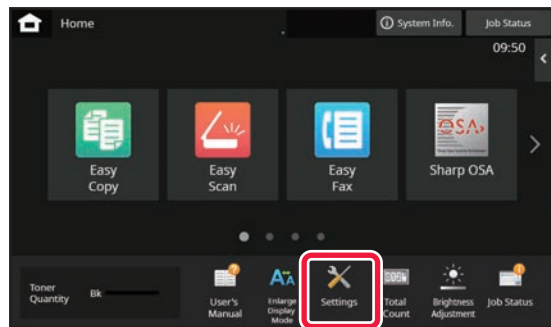 Home
System Info.
Job Status
09:50
Easy
Copy
Easy
Scan
Easy
Fax
Sharp OSA
Toner
Quantity
Bk
User's
Manual
Enlarge
Display
Mode
Settings
Total
Count
Brightness
Adjustment
Job Status